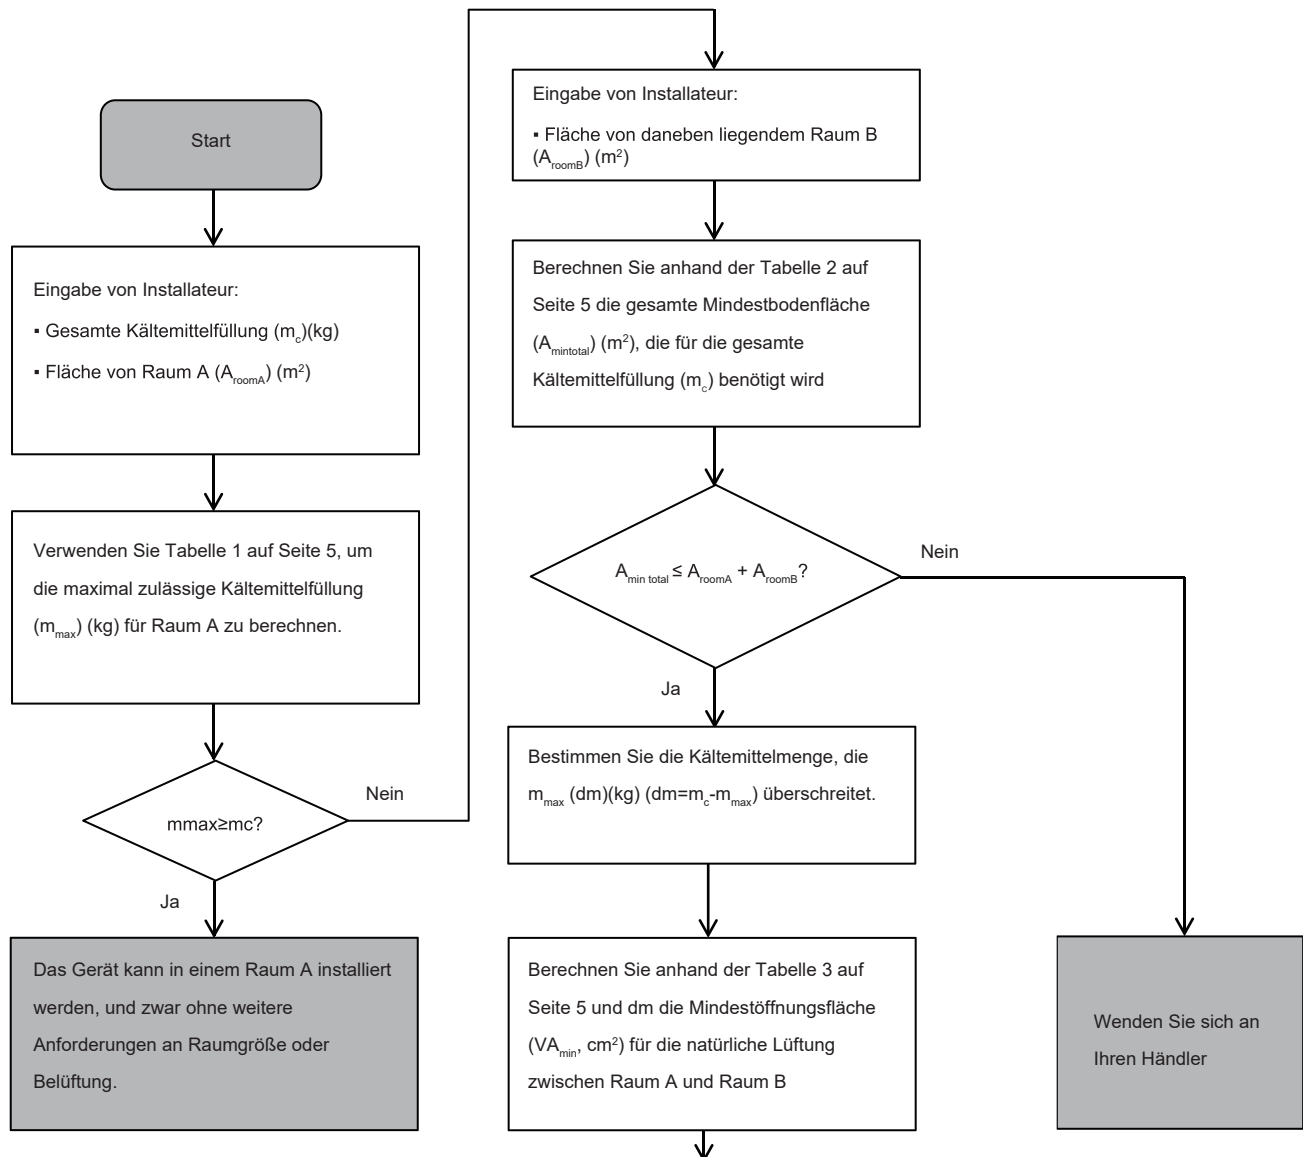 Start
Eingabe von Installateur:
▪ Gesamte Kältemittelfüllung (mc)(kg)
▪ Fläche von Raum A (AroomA) (m²)
Verwenden Sie Tabelle 1 auf Seite 5, um
die maximal zulässige Kältemittelfüllung
(mmax) (kg) für Raum A zu berechnen.
mmax≥mc?
Nein
Ja
Das Gerät kann in einem Raum A installiert
werden, und zwar ohne weitere
Anforderungen an Raumgröße oder
Belüftung.
Eingabe von Installateur:
▪ Fläche von daneben liegendem Raum B
(AroomB) (m²)
Berechnen Sie anhand der Tabelle 2 auf
Seite 5 die gesamte Mindestbodenfläche
(Amintotal) (m²), die für die gesamte
Kältemittelfüllung (mc) benötigt wird
Amin total ≤ AroomA + AroomB?
Nein
Ja
Bestimmen Sie die Kältemittelmenge, die
mmax (dm)(kg) (dm=mc-mmax) überschreitet.
Berechnen Sie anhand der Tabelle 3 auf
Seite 5 und dm die Mindestöffnungsfläche
(VAmin, cm²) für die natürliche Lüftung
zwischen Raum A und Raum B
Wenden Sie sich an
Ihren Händler